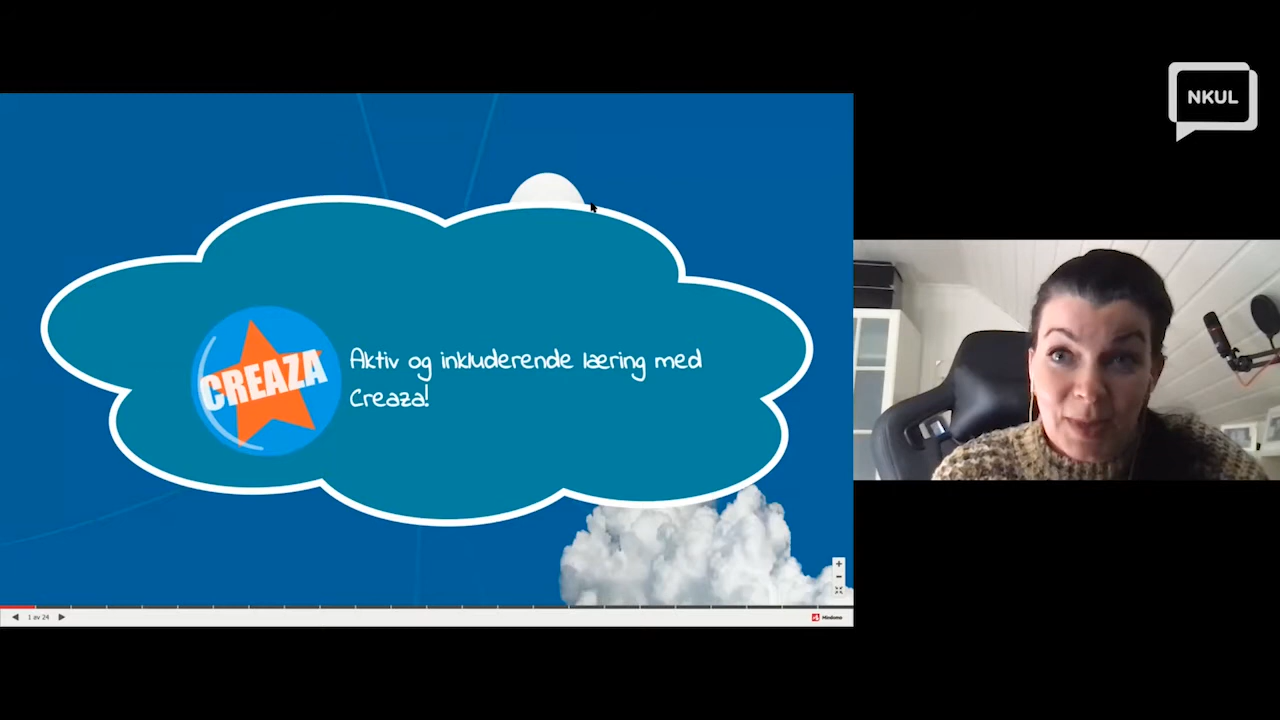 NKUL
CREAZA
Aktiv og inkluderende læring med
Creaza!
1 av 24
Mindomo